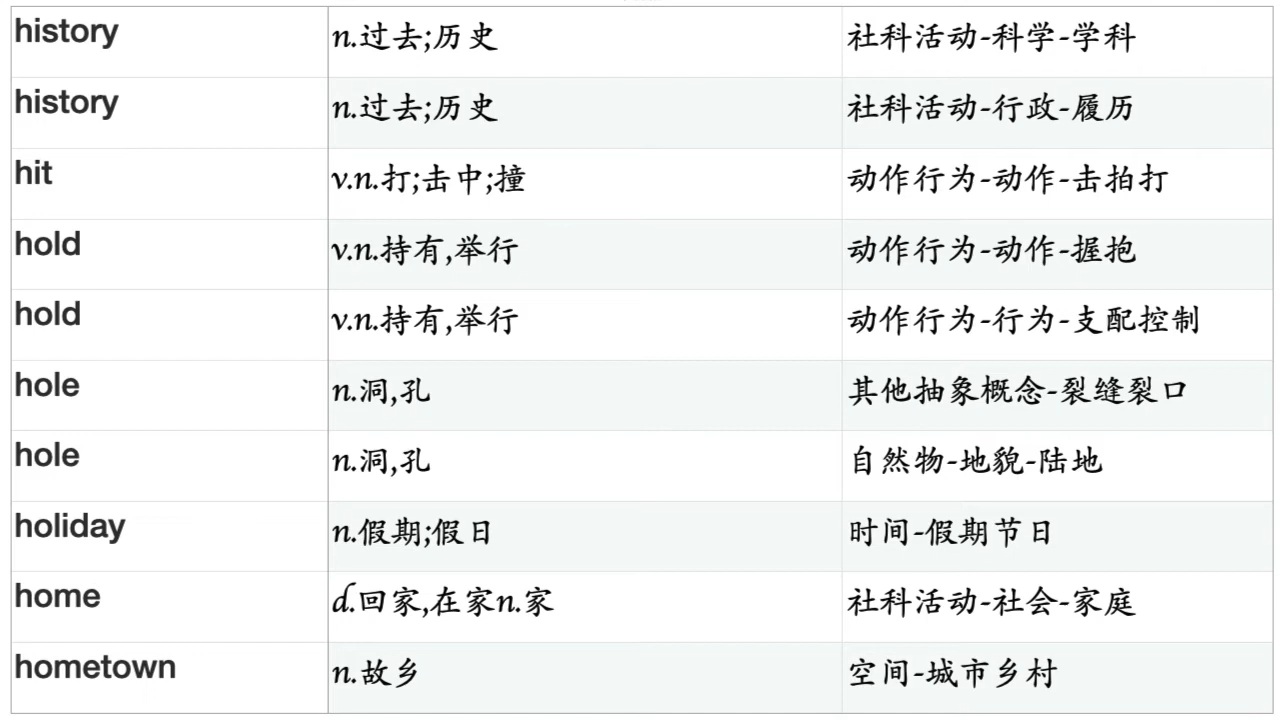 history n.过去;历史 社科活动-科学-学科
history n.过去;历史 社科活动-行政-履历
hit v.n.打;击中;撞 动作行为-动作-击拍打
hold v.n.持有,举行 动作行为-动作-握抱
hold v.n.持有,举行 动作行为-行为-支配控制
hole n.洞,孔 其他抽象概念-裂缝裂口
hole n.洞,孔 自然物-地貌-陆地
holiday n.假期;假日 时间-假期节日
home d.回家,在家n.家 社科活动-社会-家庭
hometown n.故乡 空间-城市乡村